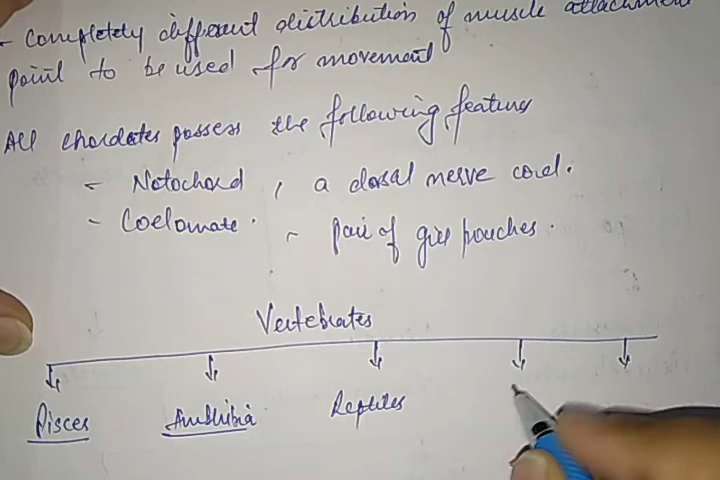 - Completely different distribution of muscle attachment
point to be used for movement
All chordates possess the following features
- Notochord, a dorsal nerve cord.
- Coelomate. - pair of gill pouches.
Vertebrates
Pisces Amphibia Reptiles